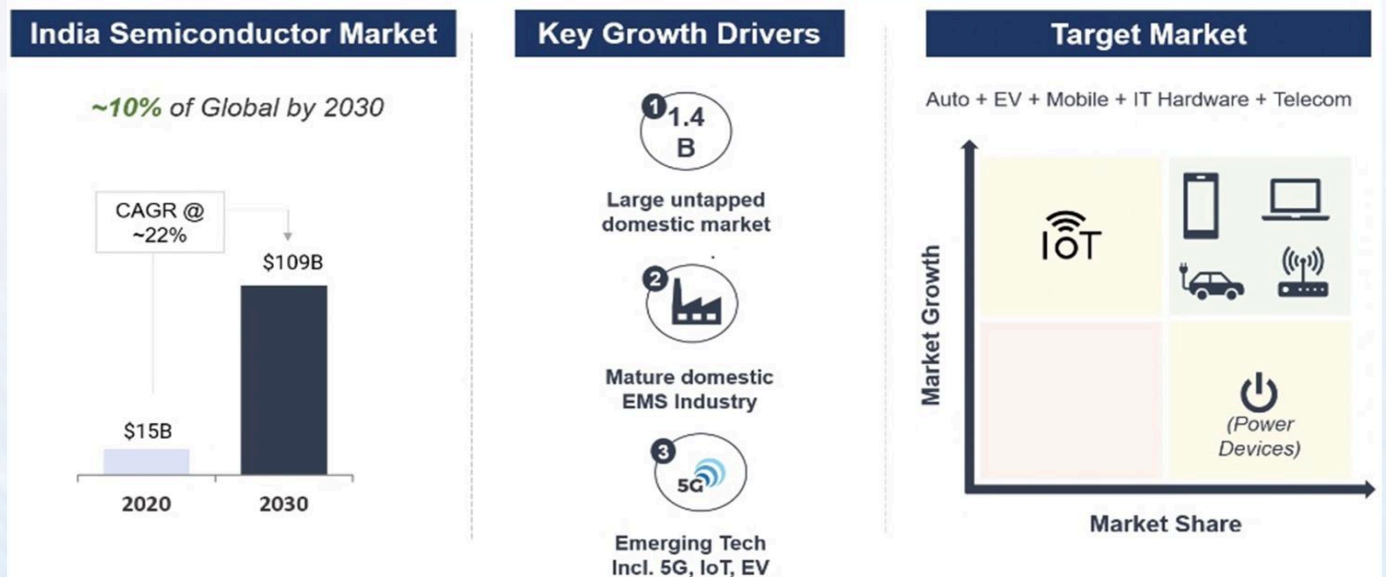 India Semiconductor Market
~10% of Global by 2030
CAGR @
~22%
$109B
$15B
2020
2030
Key Growth Drivers
1
1.4
B
Large untapped
domestic market
2
Mature domestic
EMS Industry
3
5G
Emerging Tech
Incl. 5G, IoT, EV
Target Market
Auto + EV + Mobile + IT Hardware + Telecom
Market Growth
IoT
(Power
Devices)
Market Share